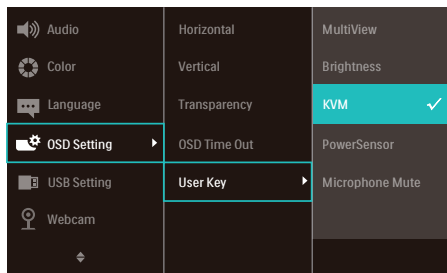 Audio
Color
Language
OSD Setting
USB Setting
Webcam
Horizontal
Vertical
Transparency
OSD Time Out
User Key
MultiView
Brightness
KVM
PowerSensor
Microphone Mute